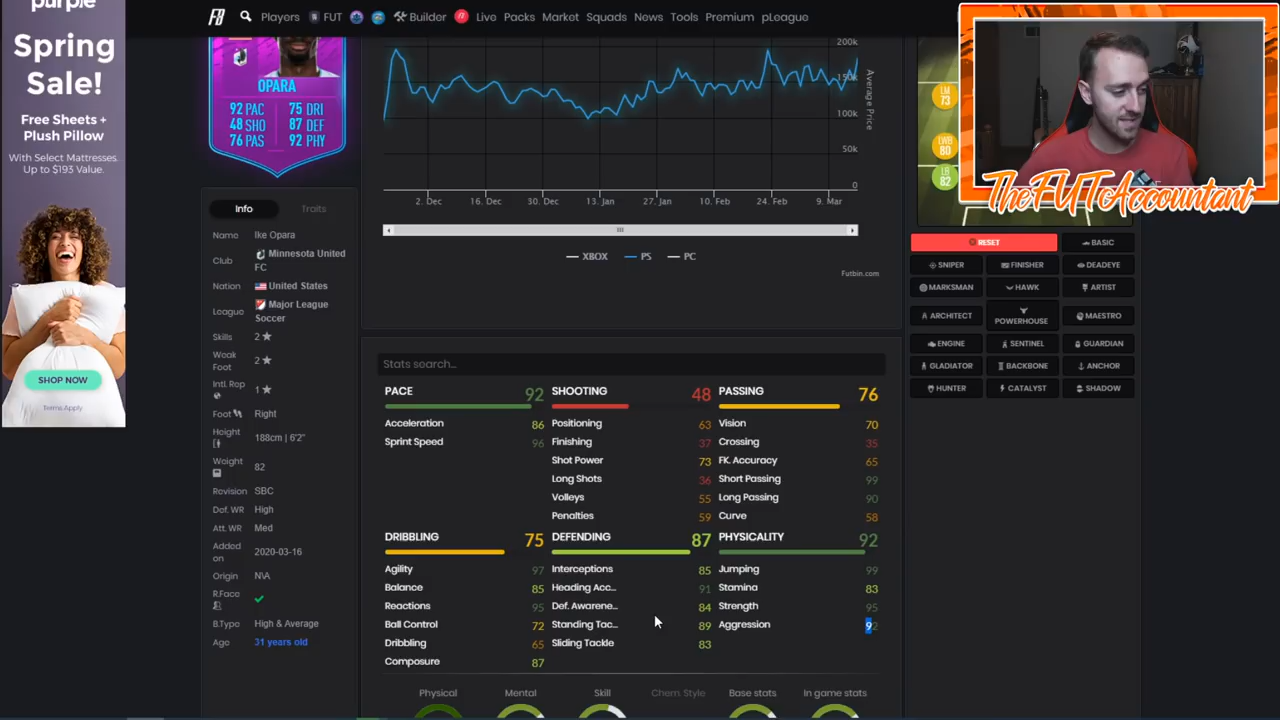 purple
Spring
Sale!
Free Sheets +
Plush Pillow
With Select Mattresses.
Up to $193 Value.
SHOP NOW
Terms Apply
F8
Players
FUT
Builder
Live
Packs
Market
Squads
News
Tools
Premium
pLeague
OPARA
92 PAC 75 DRI
48 SHO 87 DEF
76 PAS 92 PHY
200k
150k
100k
50k
0
Average Price
2. Dec 16. Dec 30. Dec 13. Jan 27. Jan 10. Feb 24. Feb 9. Mar
XBOX PS PC
Futbin.com
LM
73
LWB
80
LB
82
TheFUTAccountant
Info Traits
Name Ike Opara
Club Minnesota United
FC
Nation United States
League Major League
Soccer
Skills 2
Weak
Foot 2
Intl. Rep 1
Foot Right
Height 188cm | 6'2"
Weight 82
Revision SBC
Def. WR High
Att. WR Med
Added
on 2020-03-16
Origin N\A
R.Face
B.Type High & Average
Age 31 years old
Stats search...
PACE 92
Acceleration 86
Sprint Speed 96
SHOOTING 48
Positioning 63
Finishing 37
Shot Power 73
Long Shots 36
Volleys 55
Penalties 59
PASSING 76
Vision 70
Crossing 35
FK. Accuracy 65
Short Passing 99
Long Passing 90
Curve 58
DRIBBLING 75
Agility 97
Balance 85
Reactions 95
Ball Control 72
Dribbling 65
Composure 87
DEFENDING 87
Interceptions 85
Heading Acc... 91
Def. Awarene... 84
Standing Tac... 89
Sliding Tackle 83
PHYSICALITY 92
Jumping 99
Stamina 83
Strength 95
Aggression 92
Physical Mental Skill Chem. Style Base stats In game stats
RESET BASIC
SNIPER FINISHER DEADEYE
MARKSMAN HAWK ARTIST
ARCHITECT POWERHOUSE MAESTRO
ENGINE SENTINEL GUARDIAN
GLADIATOR BACKBONE ANCHOR
HUNTER CATALYST SHADOW